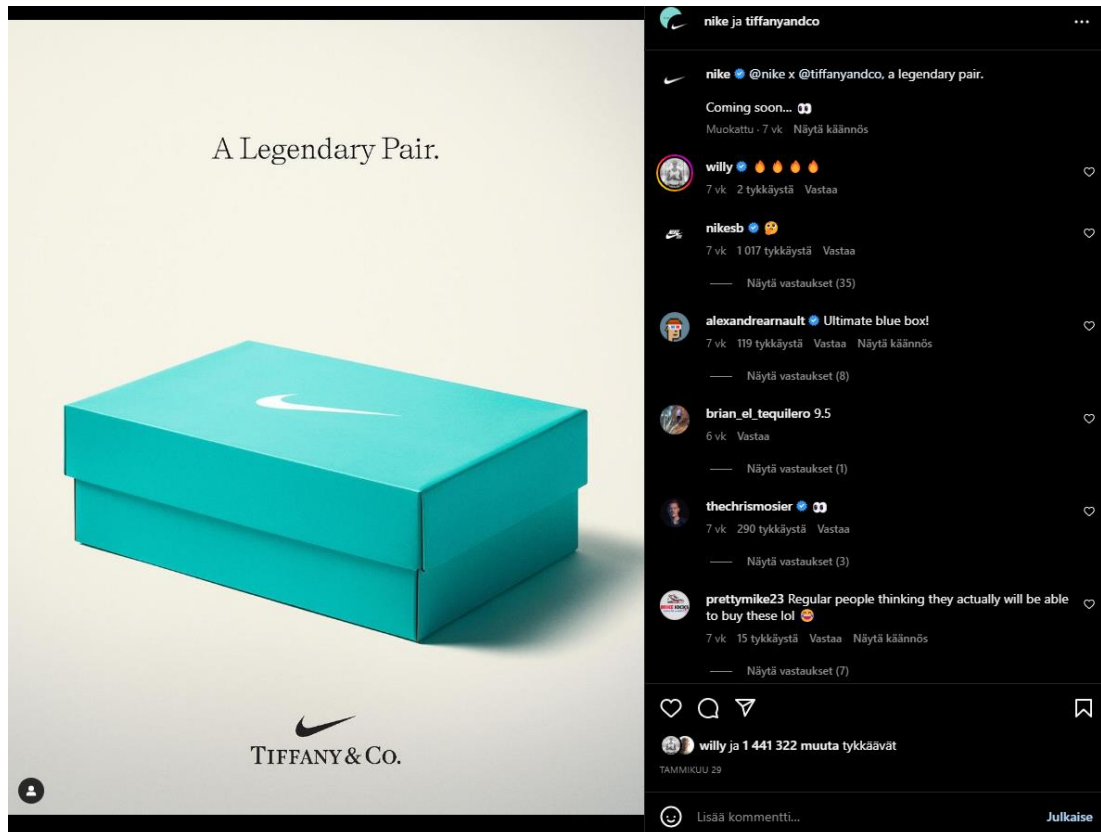 A Legendary Pair.
TIFFANY & CO.
nike ja tiffanyandco
nike @nike x @tiffanyandco, a legendary pair.
Coming soon... 👀
Muokattu · 7 vk Näytä käännös
willy 🔥 🔥 🔥 🔥
7 vk 2 tykkäystä Vastaa
nikesb 🤔
7 vk 1 017 tykkäystä Vastaa
Näytä vastaukset (35)
alexandrearnault Ultimate blue box!
7 vk 119 tykkäystä Vastaa Näytä käännös
Näytä vastaukset (8)
brian_el_tequilero 9.5
6 vk Vastaa
Näytä vastaukset (1)
thechrismosier 👀
7 vk 290 tykkäystä Vastaa
Näytä vastaukset (3)
prettymike23 Regular people thinking they actually will be able
to buy these lol 😂
7 vk 15 tykkäystä Vastaa Näytä käännös
Näytä vastaukset (7)
willy ja 1 441 322 muuta tykkäävät
TAMMIKUU 29
Lisää kommentti... Julkaise